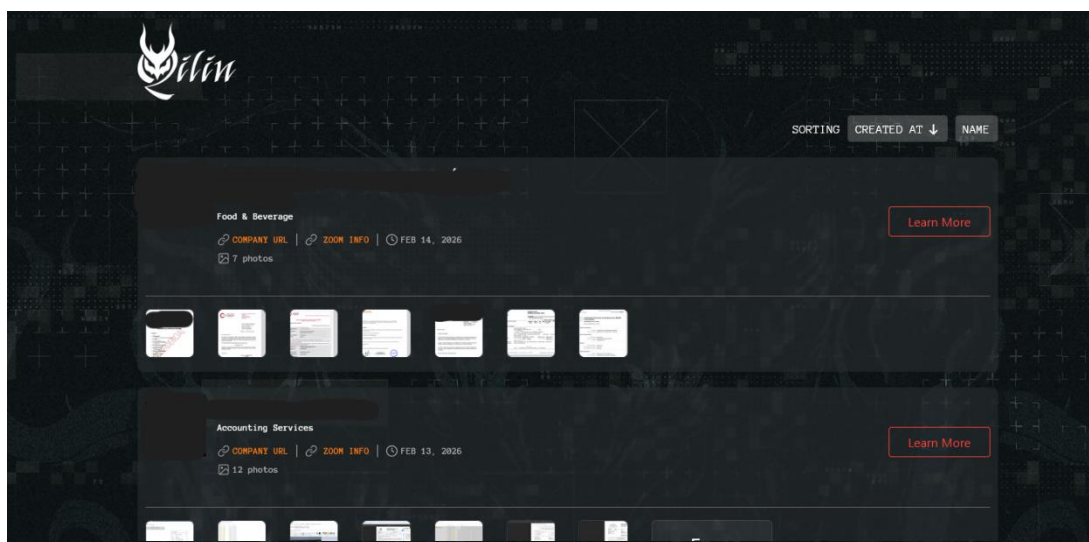 Qilin
SORTING CREATED AT ↓ NAME
Food & Beverage
Learn More
COMPANY URL | ZOOM INFO | FEB 14, 2026
7 photos
Accounting Services
Learn More
COMPANY URL | ZOOM INFO | FEB 13, 2026
12 photos